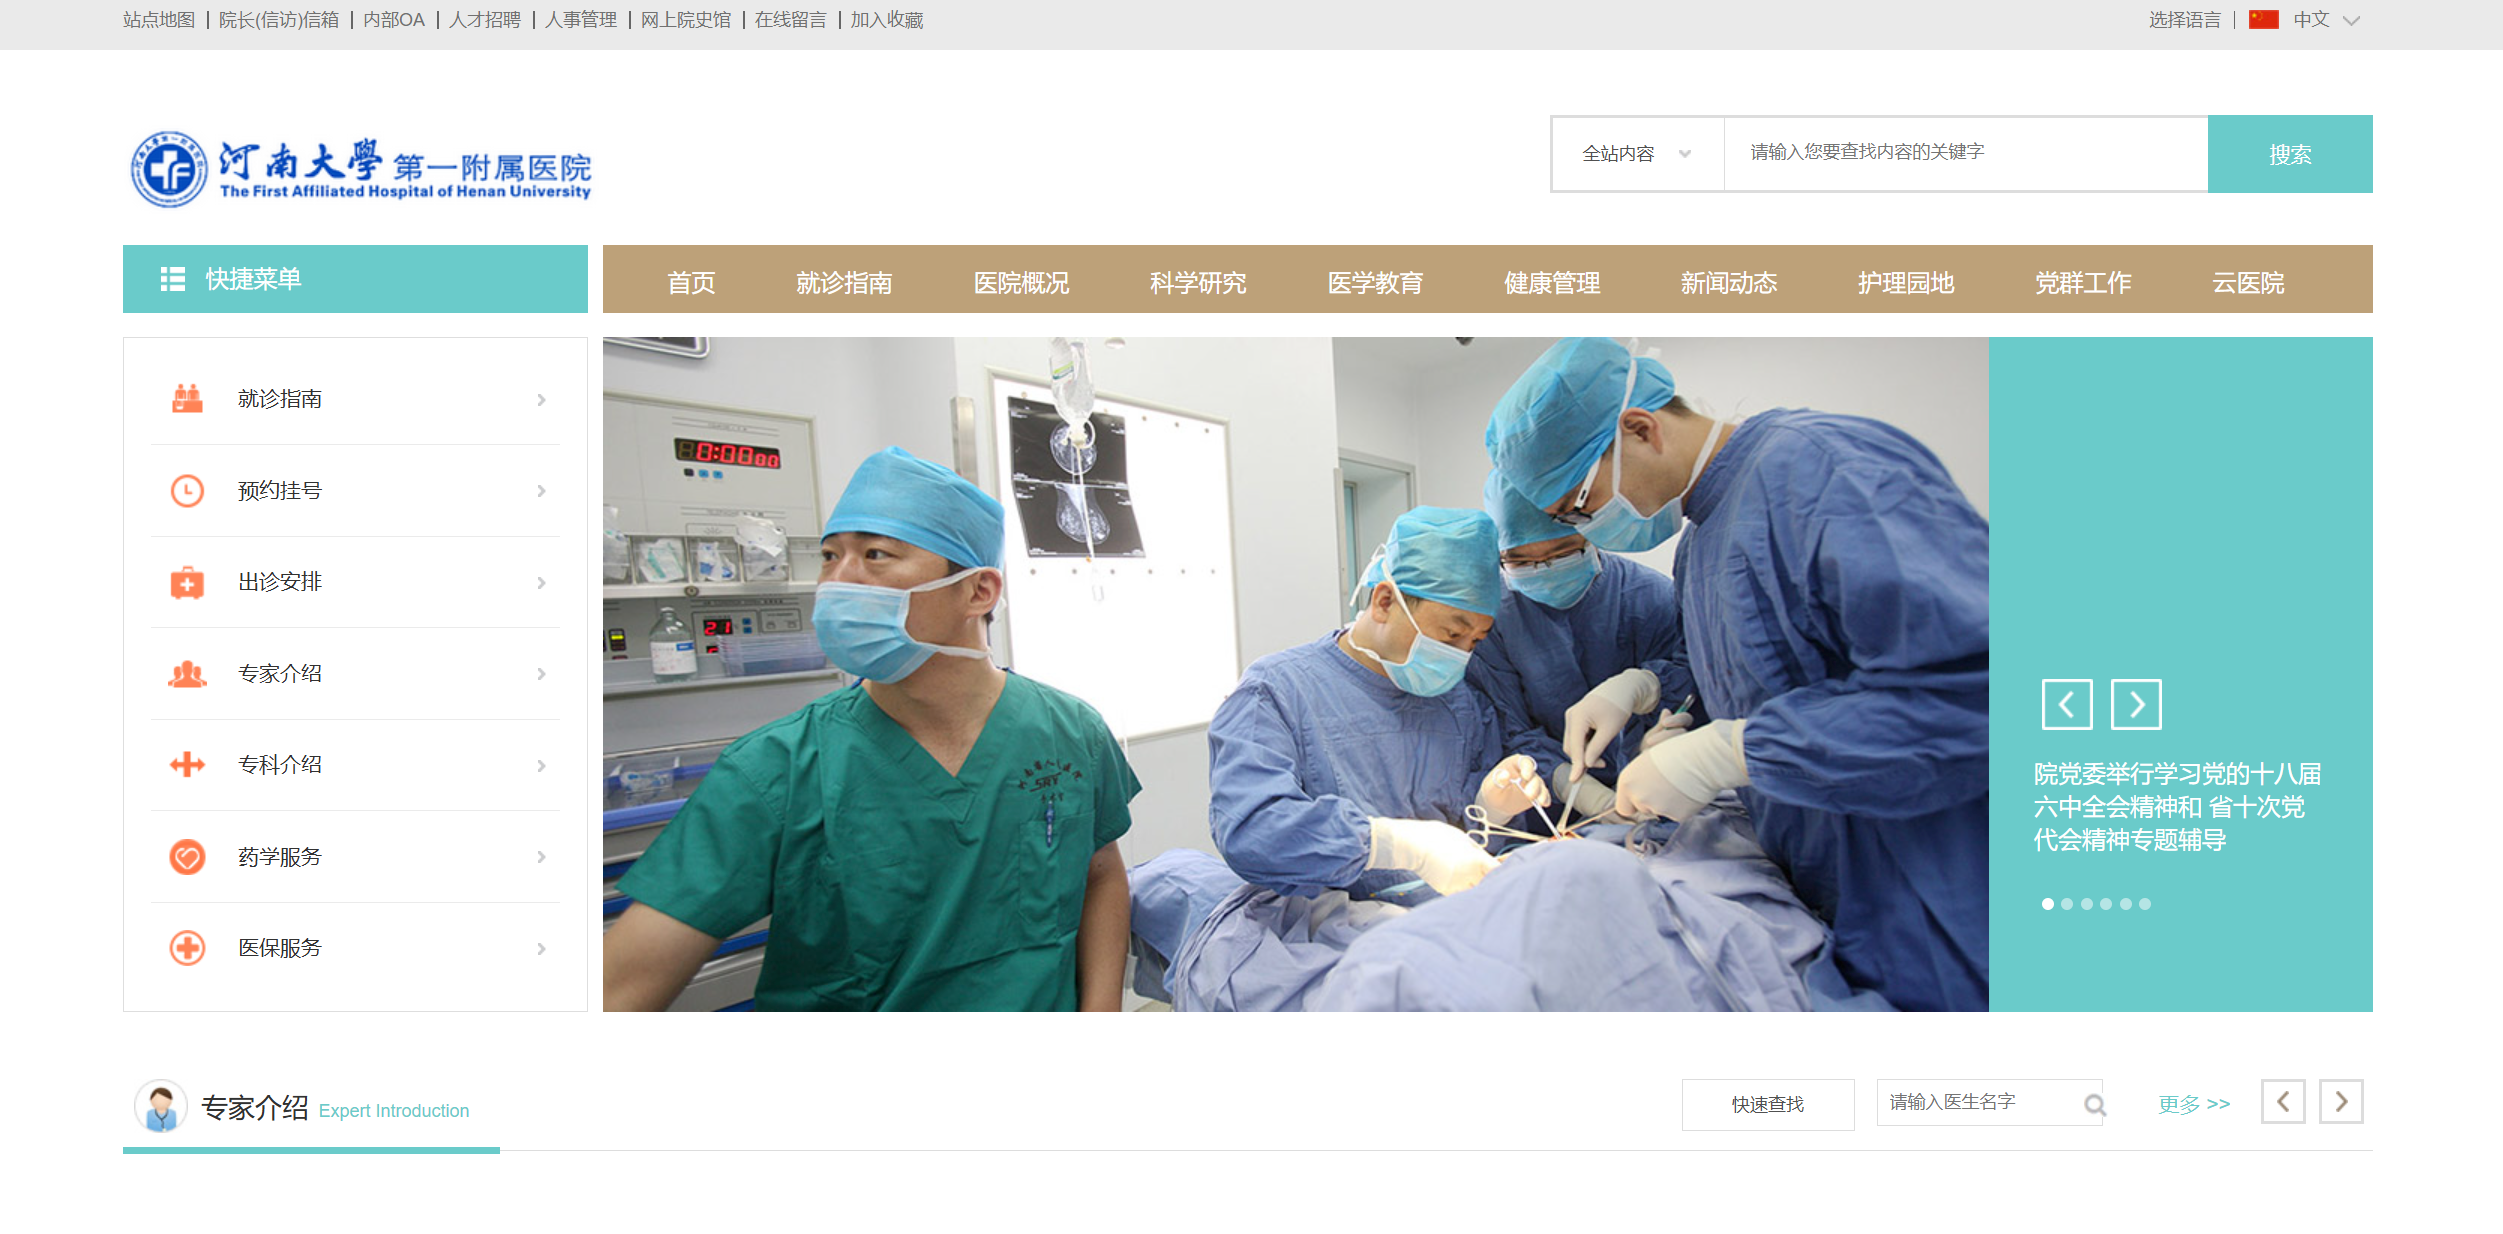 站点地图 | 院长(信访)信箱 | 内部OA | 人才招聘 | 人事管理 | 网上院史馆 | 在线留言 | 加入收藏
选择语言 | 中文
河南大學第一附属医院
The First Affiliated Hospital of Henan University
全站内容
请输入您要查找内容的关键字
搜索
快捷菜单
首页 就诊指南 医院概况 科学研究 医学教育 健康管理 新闻动态 护理园地 党群工作 云医院
就诊指南
预约挂号
出诊安排
专家介绍
专科介绍
药学服务
医保服务
0:00 00
21
院党委举行学习党的十八届
六中全会精神和 省十次党
代会精神专题辅导
专家介绍 Expert Introduction
快速查找
请输入医生名字
更多 >>